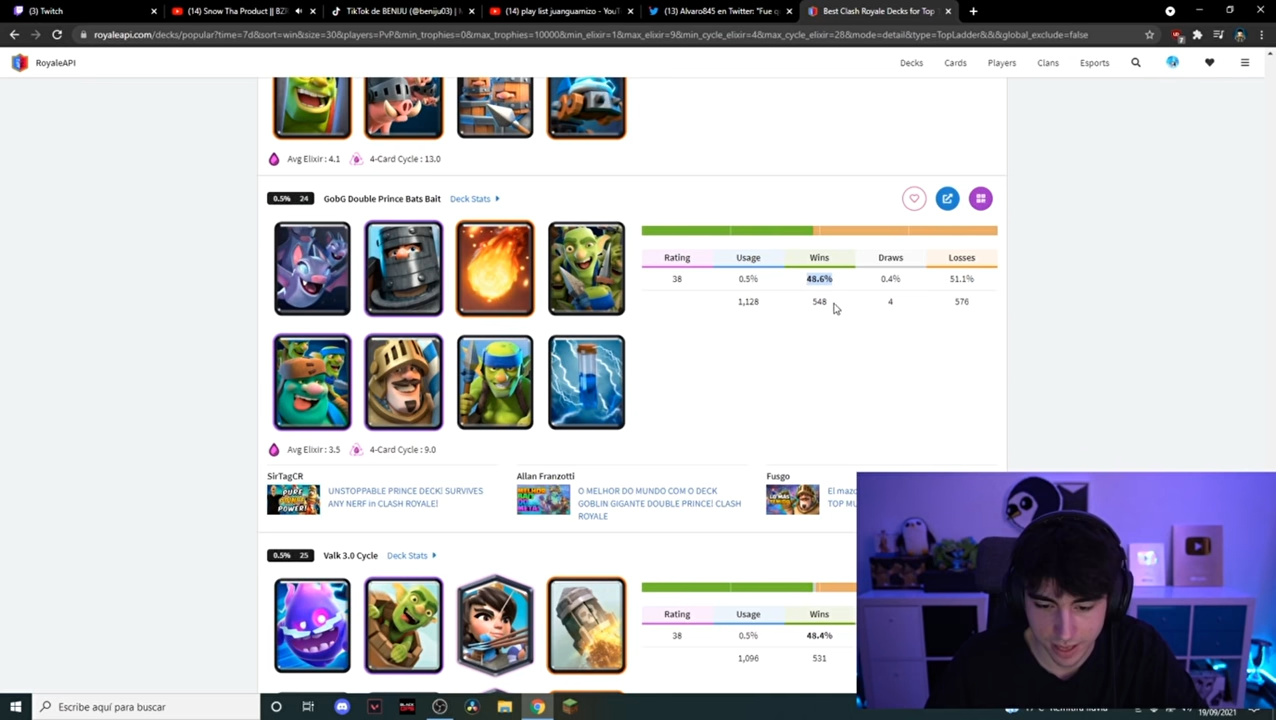 Twitch
(14) Snow Tha Product || BZR
TikTok de BENIJU (@beniju03) |
(14) play list juanguarnizo - YouT
(13) Alvaro845 en Twitter: "Fue q
Best Clash Royale Decks for Top
royaleapi.com/decks/popular?time=7d&sort=win&size=30&players=PvP&min_trophies=0&max_trophies=10000&min_elixir=1&max_elixir=9&min_cycle_elixir=4&max_cycle_elixir=28&mode=detail&type=TopLadder&&&global_exclude=false
RoyaleAPI
Decks
Cards
Players
Clans
Esports
Avg Elixir : 4.1
4-Card Cycle : 13.0
0.5% 24
GobG Double Prince Bats Bait
Deck Stats
Rating
Usage
Wins
Draws
Losses
38
0.5%
48.6%
0.4%
51.1%
1,128
548
4
576
Avg Elixir : 3.5
4-Card Cycle : 9.0
SirTagCR
UNSTOPPABLE PRINCE DECK! SURVIVES
ANY NERF in CLASH ROYALE!
Allan Franzotti
O MELHOR DO MUNDO COM O DECK
GOBLIN GIGANTE DOUBLE PRINCE! CLASH
ROYALE
Fusgo
El mazo
TOP MU
0.5% 25
Valk 3.0 Cycle
Deck Stats
Rating
Usage
Wins
38
0.5%
48.4%
1,096
531
Escribe aquí para buscar
19/09/2021